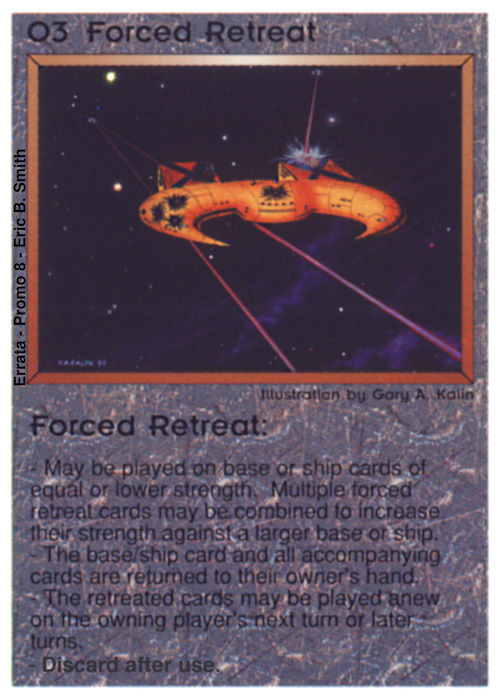 03 Forced Retreat
Errata - Promo 8 - Eric B. Smith
Illustration by Gary A. Kalin
Forced Retreat:
- May be played on base or ship cards of
equal or lower strength. Multiple forced
retreat cards may be combined to increase
their strength against a larger base or ship.
- The base/ship card and all accompanying
cards are returned to their owner's hand.
- The retreated cards may be played anew
on the owning player's next turn or later
turns.
- Discard after use.